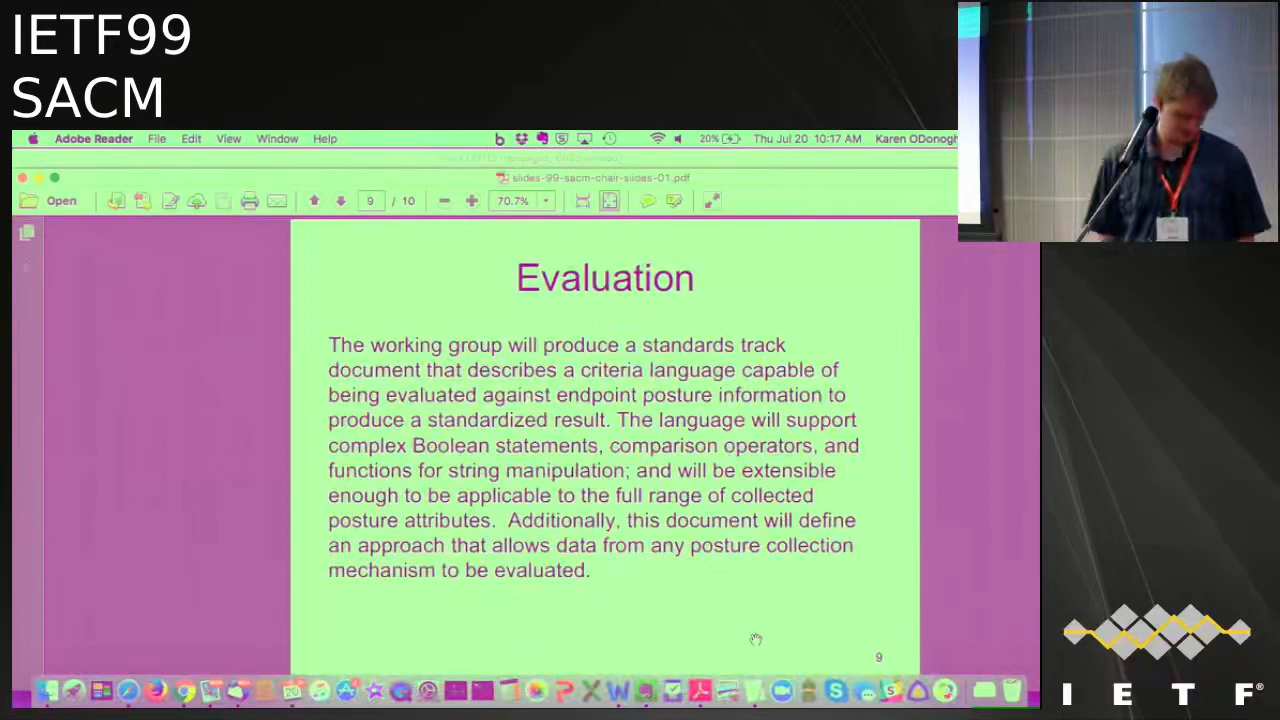 IETF99
SACM
Adobe Reader File Edit View Window Help 20% Thu Jul 20 10:17 AM Karen O'Donogh
slides-99-sacm-chair-slides-01.pdf
Open 9 / 10 70.7%
Evaluation
The working group will produce a standards track
document that describes a criteria language capable of
being evaluated against endpoint posture information to
produce a standardized result. The language will support
complex Boolean statements, comparison operators, and
functions for string manipulation; and will be extensible
enough to be applicable to the full range of collected
posture attributes. Additionally, this document will define
an approach that allows data from any posture collection
mechanism to be evaluated.
9
I E T F®